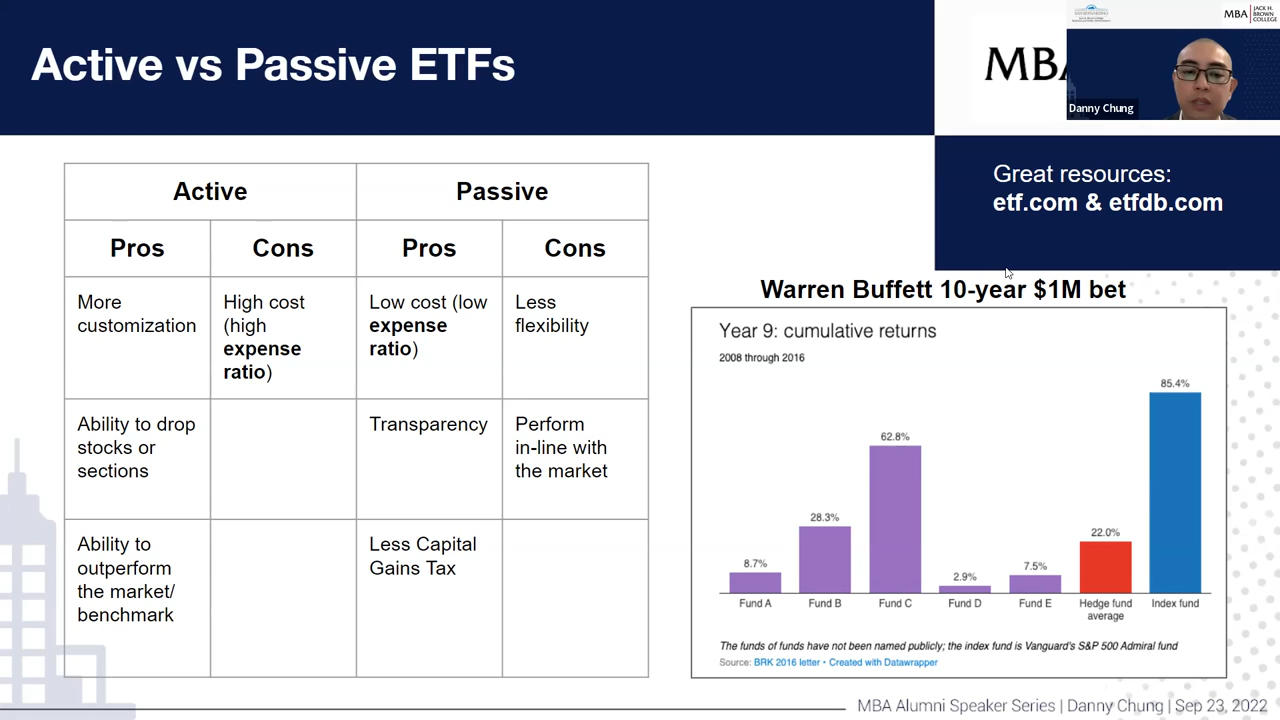 Active vs Passive ETFs
MBA
MBA
JACK H.
BROWN
COLLEGE
Danny Chung
Great resources:
etf.com & etfdb.com
Active
Passive
Pros
Cons
Pros
Cons
More
customization
High cost
(high
expense
ratio)
Low cost (low
expense
ratio)
Less
flexibility
Ability to drop
stocks or
sections
Transparency
Perform
in-line with
the market
Ability to
outperform
the market/
benchmark
Less Capital
Gains Tax
Warren Buffett 10-year $1M bet
Year 9: cumulative returns
2008 through 2016
8.7%
28.3%
62.8%
2.9%
7.5%
22.0%
85.4%
Fund A
Fund B
Fund C
Fund D
Fund E
Hedge fund
average
Index fund
The funds of funds have not been named publicly; the index fund is Vanguard's S&P 500 Admiral fund
Source: BRK 2016 letter • Created with Datawrapper
MBA Alumni Speaker Series | Danny Chung | Sep 23, 2022